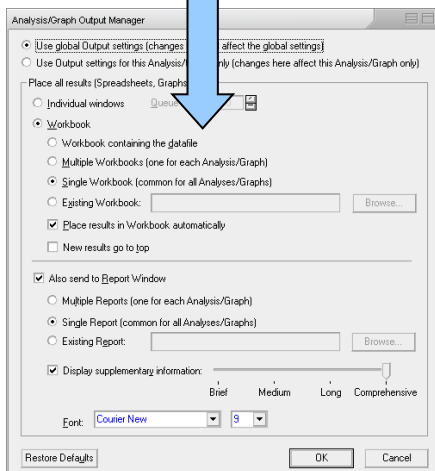 Analysis/Graph Output Manager
Use global Output settings (changes affect the global settings)
Use Output settings for this Analysis/ nly (changes here affect this Analysis/Graph only)
Place all results (Spreadsheets, Graphs
Individual windows Queue
Workbook
Workbook containing the datafile
Multiple Workbooks (one for each Analysis/Graph)
Single Workbook (common for all Analyses/Graphs)
Existing Workbook: Browse...
Place results in Workbook automatically
New results go to top
Also send to Report Window
Multiple Reports (one for each Analysis/Graph)
Single Report (common for all Analyses/Graphs)
Existing Report: Browse...
Display supplementary information:
Brief Medium Long Comprehensive
Font: Courier New 9
Restore Defaults OK Cancel